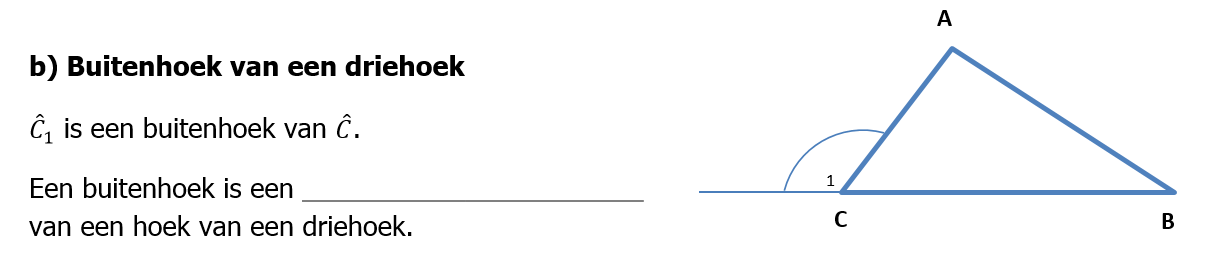 b) Buitenhoek van een driehoek
Ĉ₁ is een buitenhoek van Ĉ.
Een buitenhoek is een ____________________
van een hoek van een driehoek.
A
1
C
B